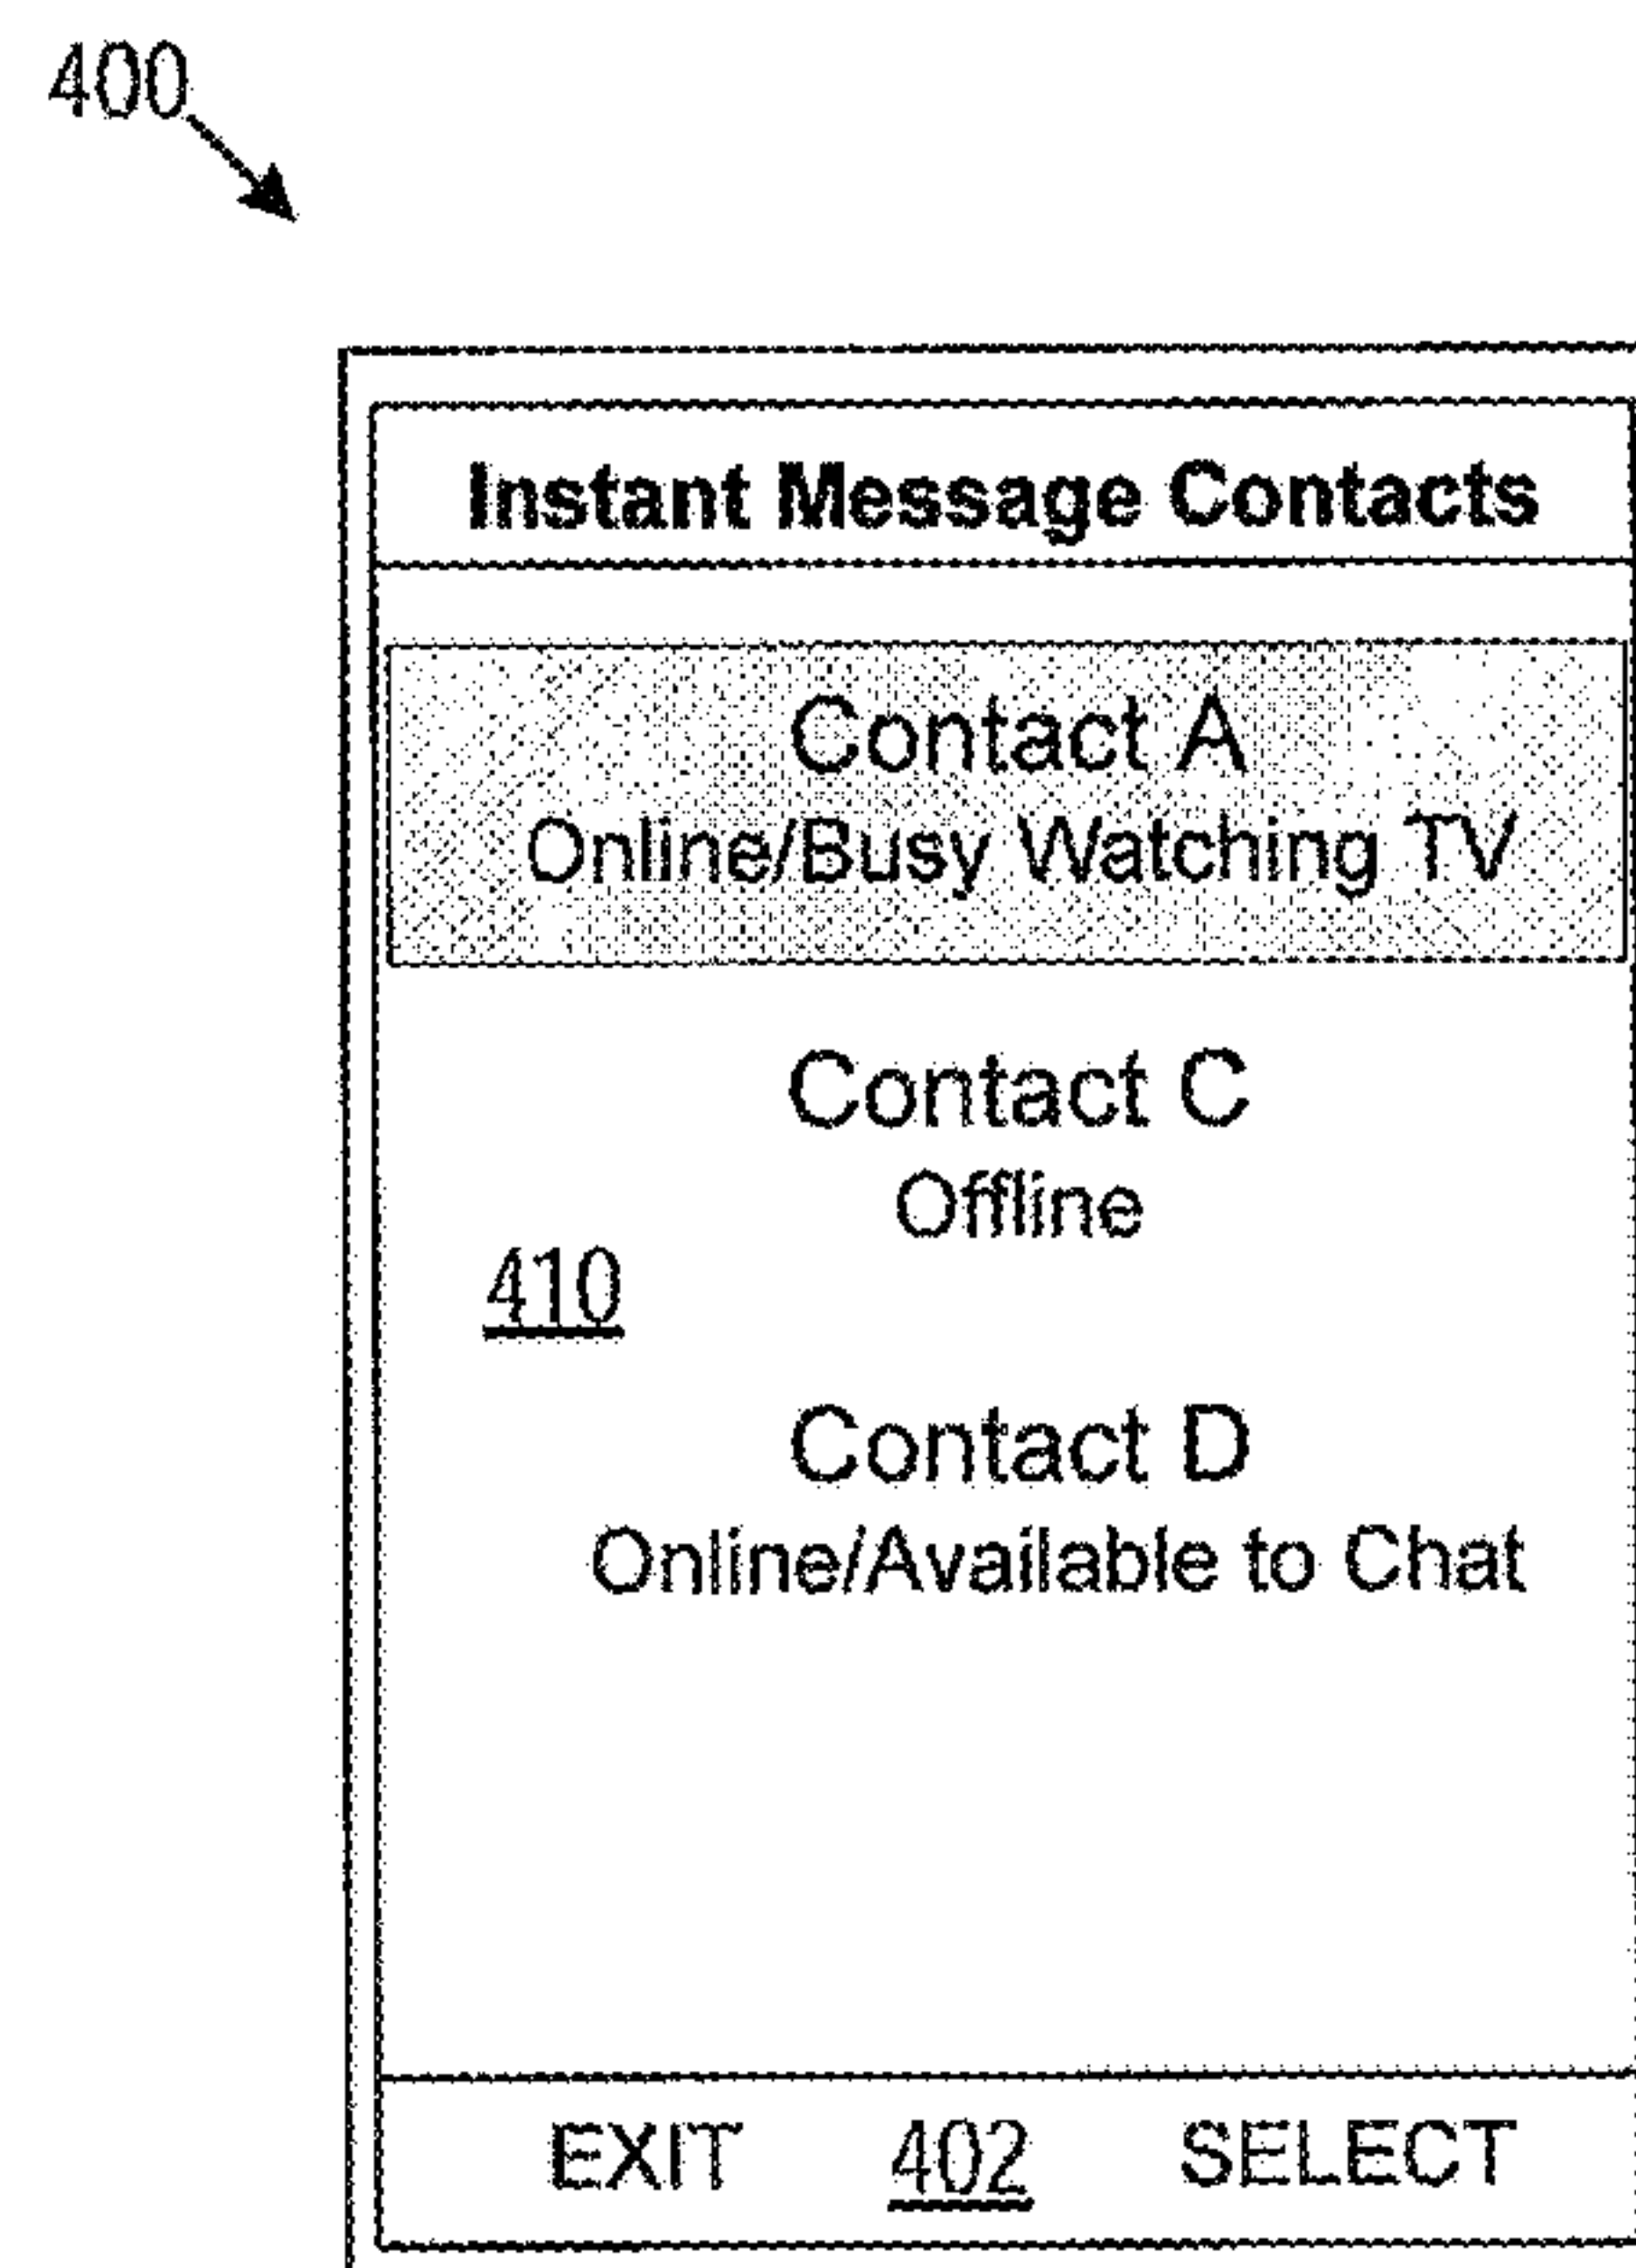 400
Instant Message Contacts
Contact A
Online/Busy Watching TV
Contact C
Offline
410
Contact D
Online/Available to Chat
EXIT 402 SELECT